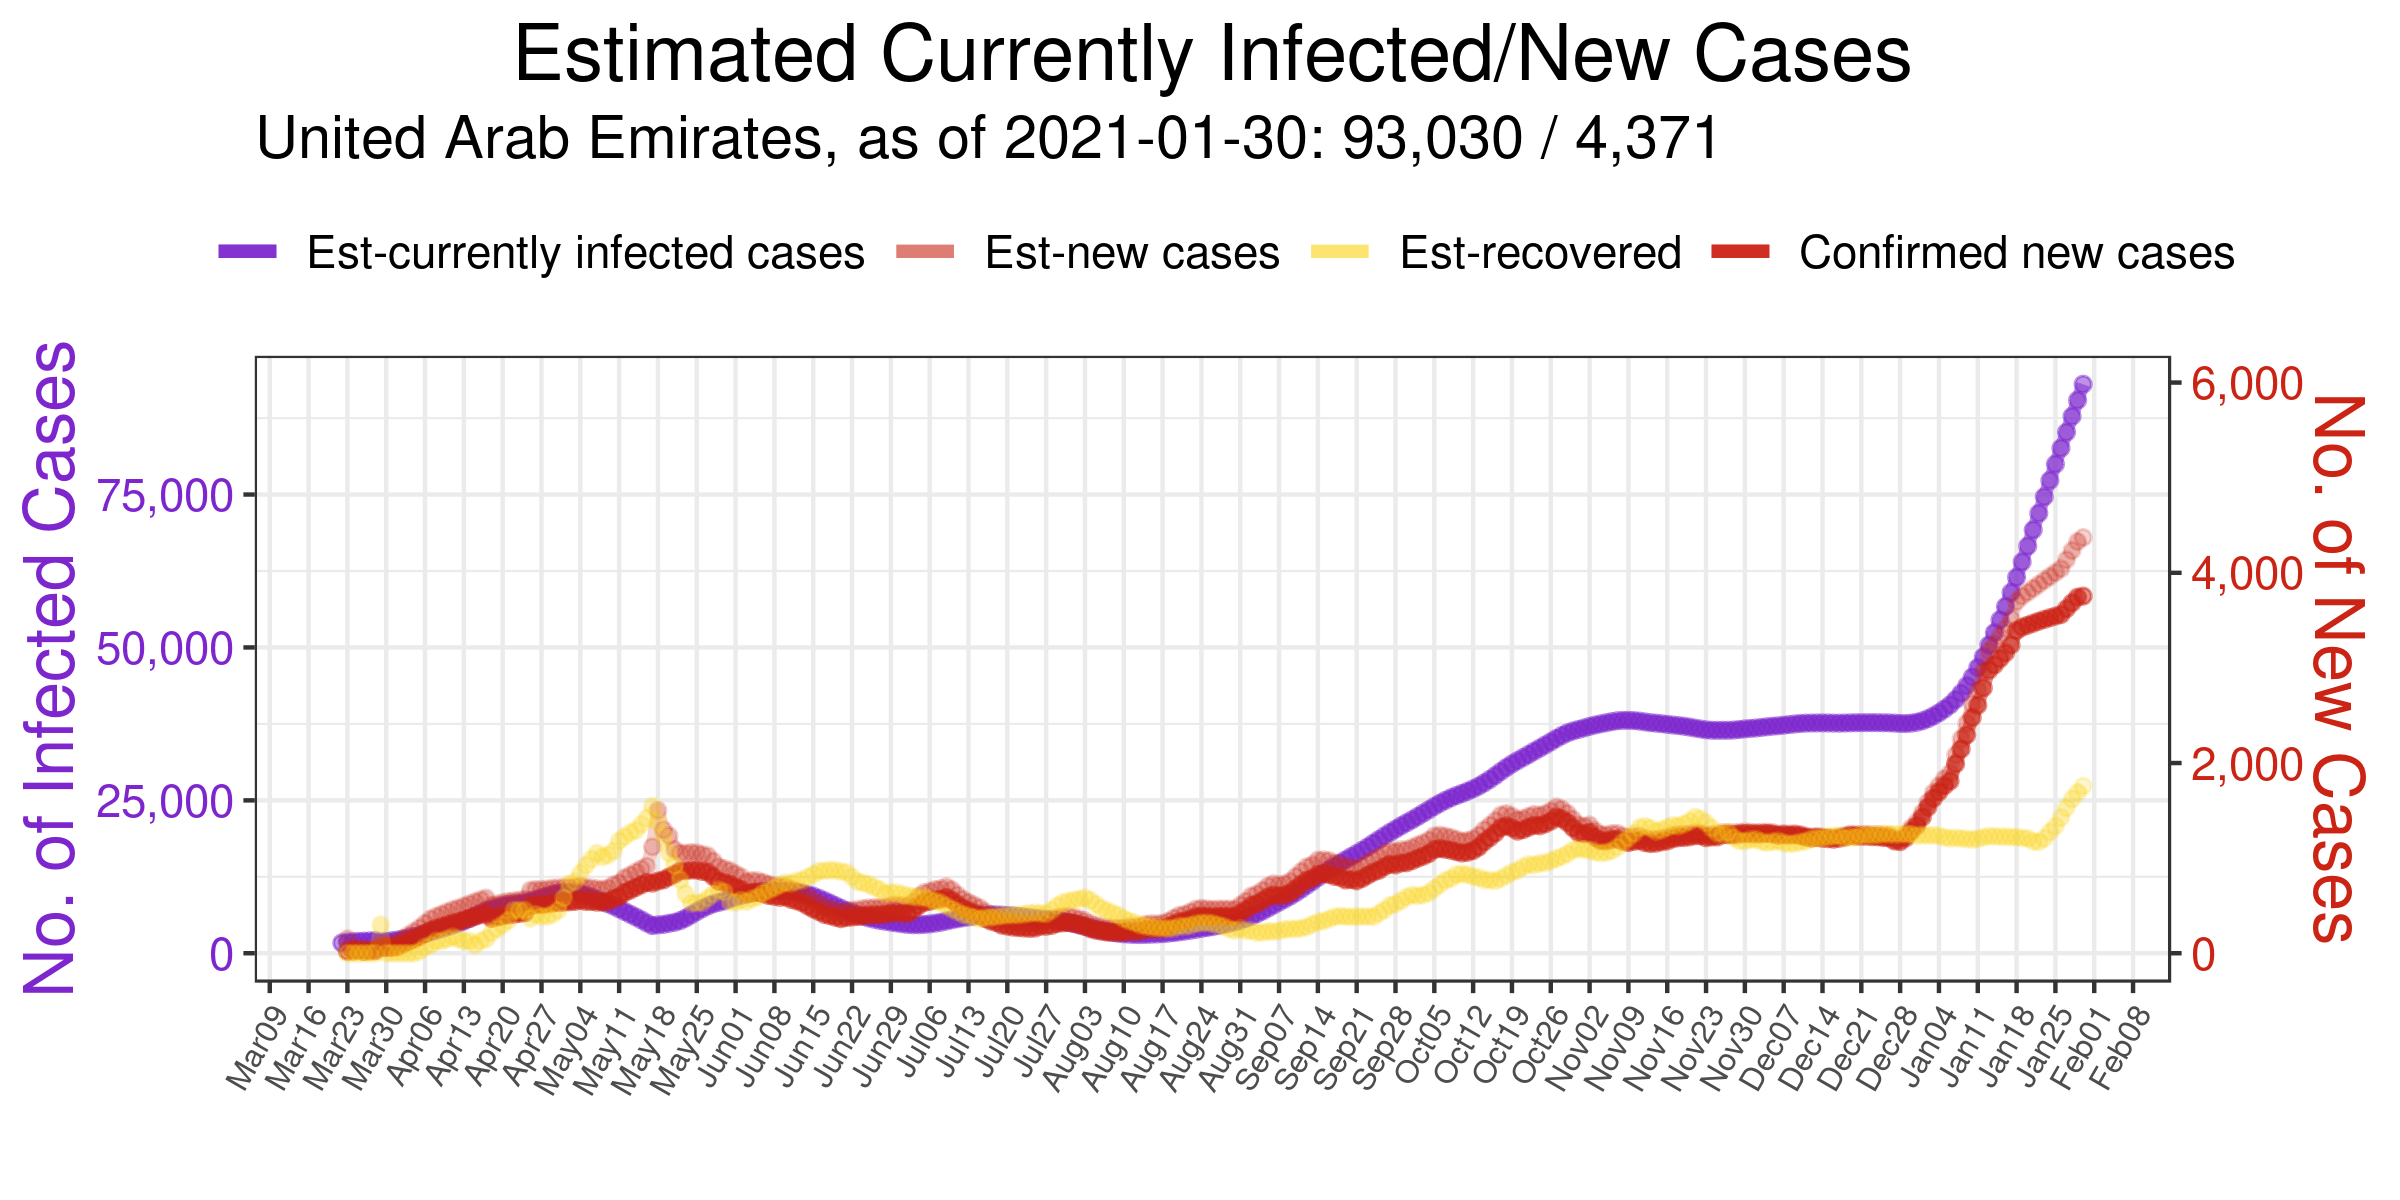 Estimated Currently Infected/New Cases
United Arab Emirates, as of 2021-01-30: 93,030 / 4,371
Est-currently infected cases Est-new cases Est-recovered Confirmed new cases
No. of Infected Cases
75,000
50,000
25,000
0
6,000
4,000
2,000
0
No. of New Cases
Mar09 Mar16 Mar23 Mar30 Apr06 Apr13 Apr20 Apr27 May04 May11 May18 May25 Jun01 Jun08 Jun15 Jun22 Jun29 Jul06 Jul13 Jul20 Jul27 Aug03 Aug10 Aug17 Aug24 Aug31 Sep07 Sep14 Sep21 Sep28 Oct05 Oct12 Oct19 Oct26 Nov02 Nov09 Nov16 Nov23 Nov30 Dec07 Dec14 Dec21 Dec28 Jan04 Jan11 Jan18 Jan25 Feb01 Feb08